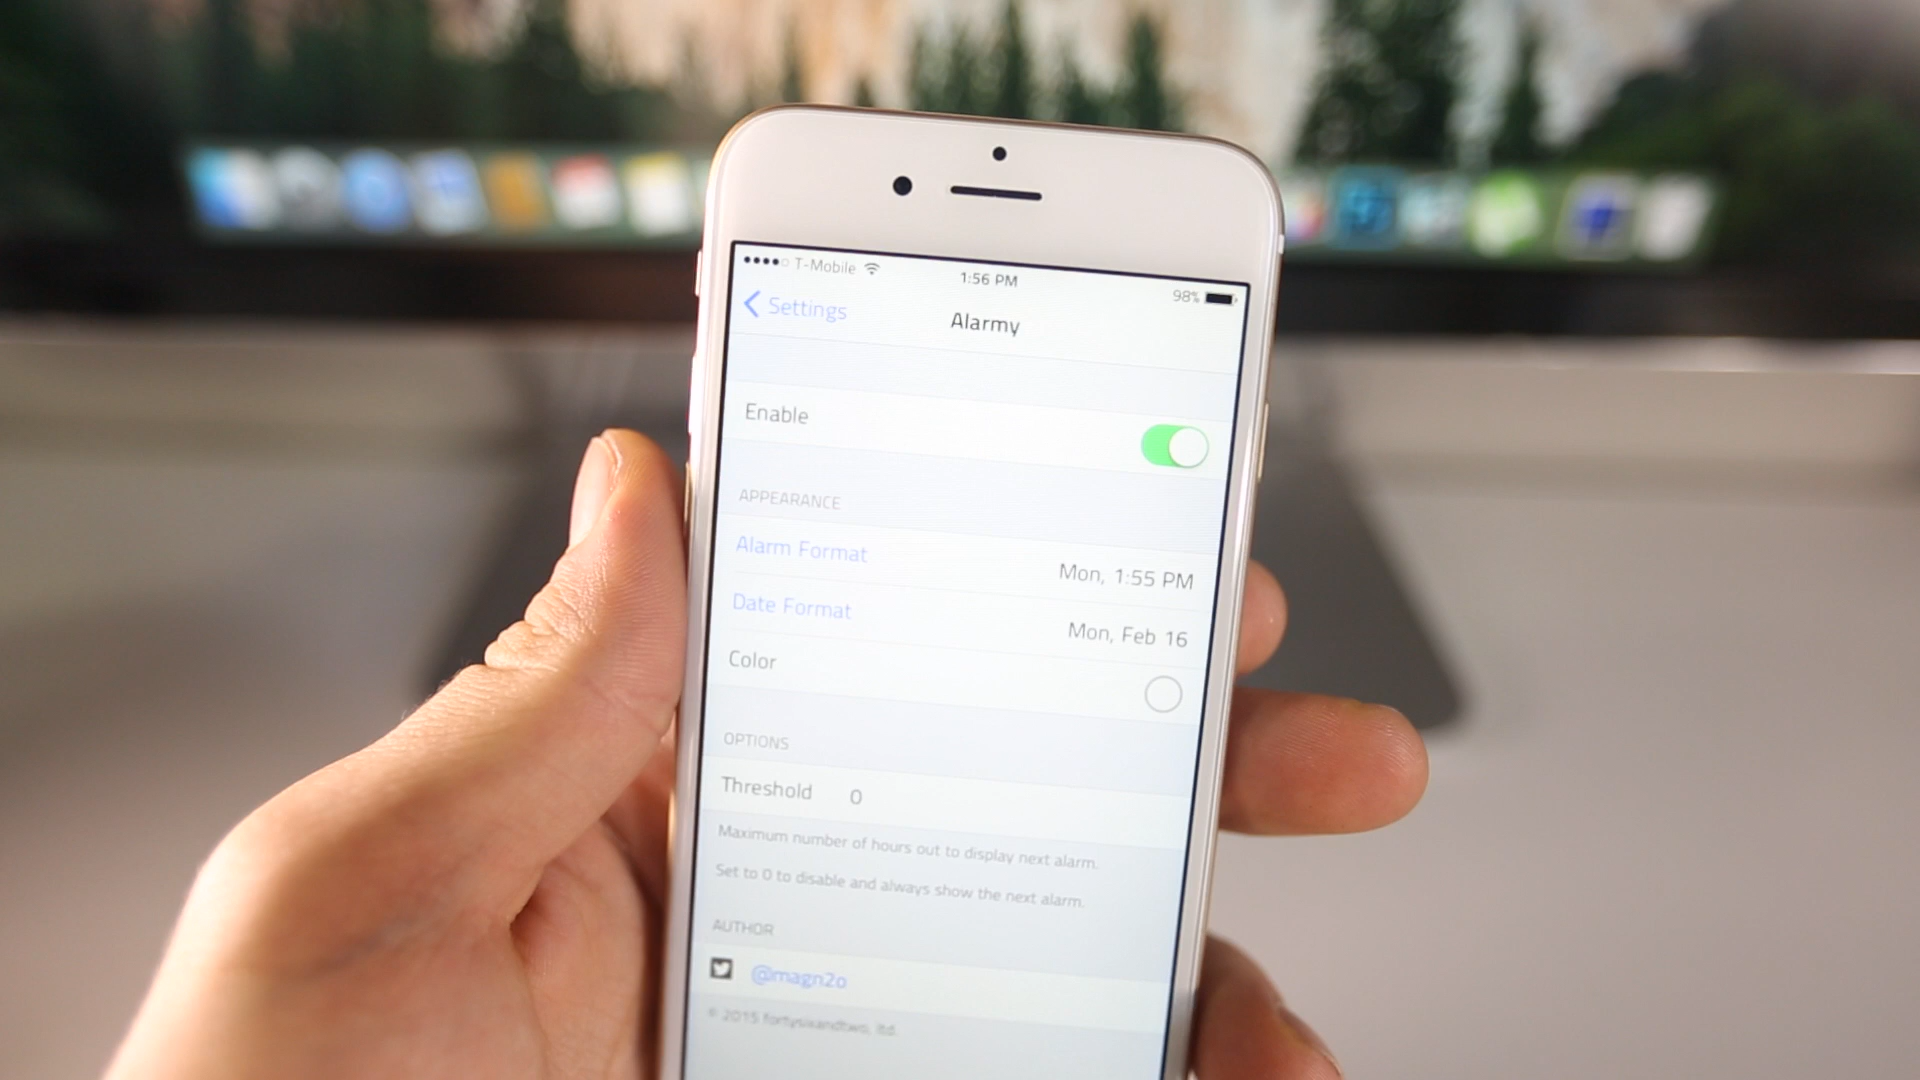 T-Mobile 1:56 PM 98%
Settings Alarmy
Enable
APPEARANCE
Alarm Format Mon, 1:55 PM
Date Format Mon, Feb 16
Color
OPTIONS
Threshold 0
Maximum number of hours out to display next alarm.
Set to 0 to disable and always show the next alarm.
AUTHOR
@magn2o
© 2015 fortysixandtwo, ltd.